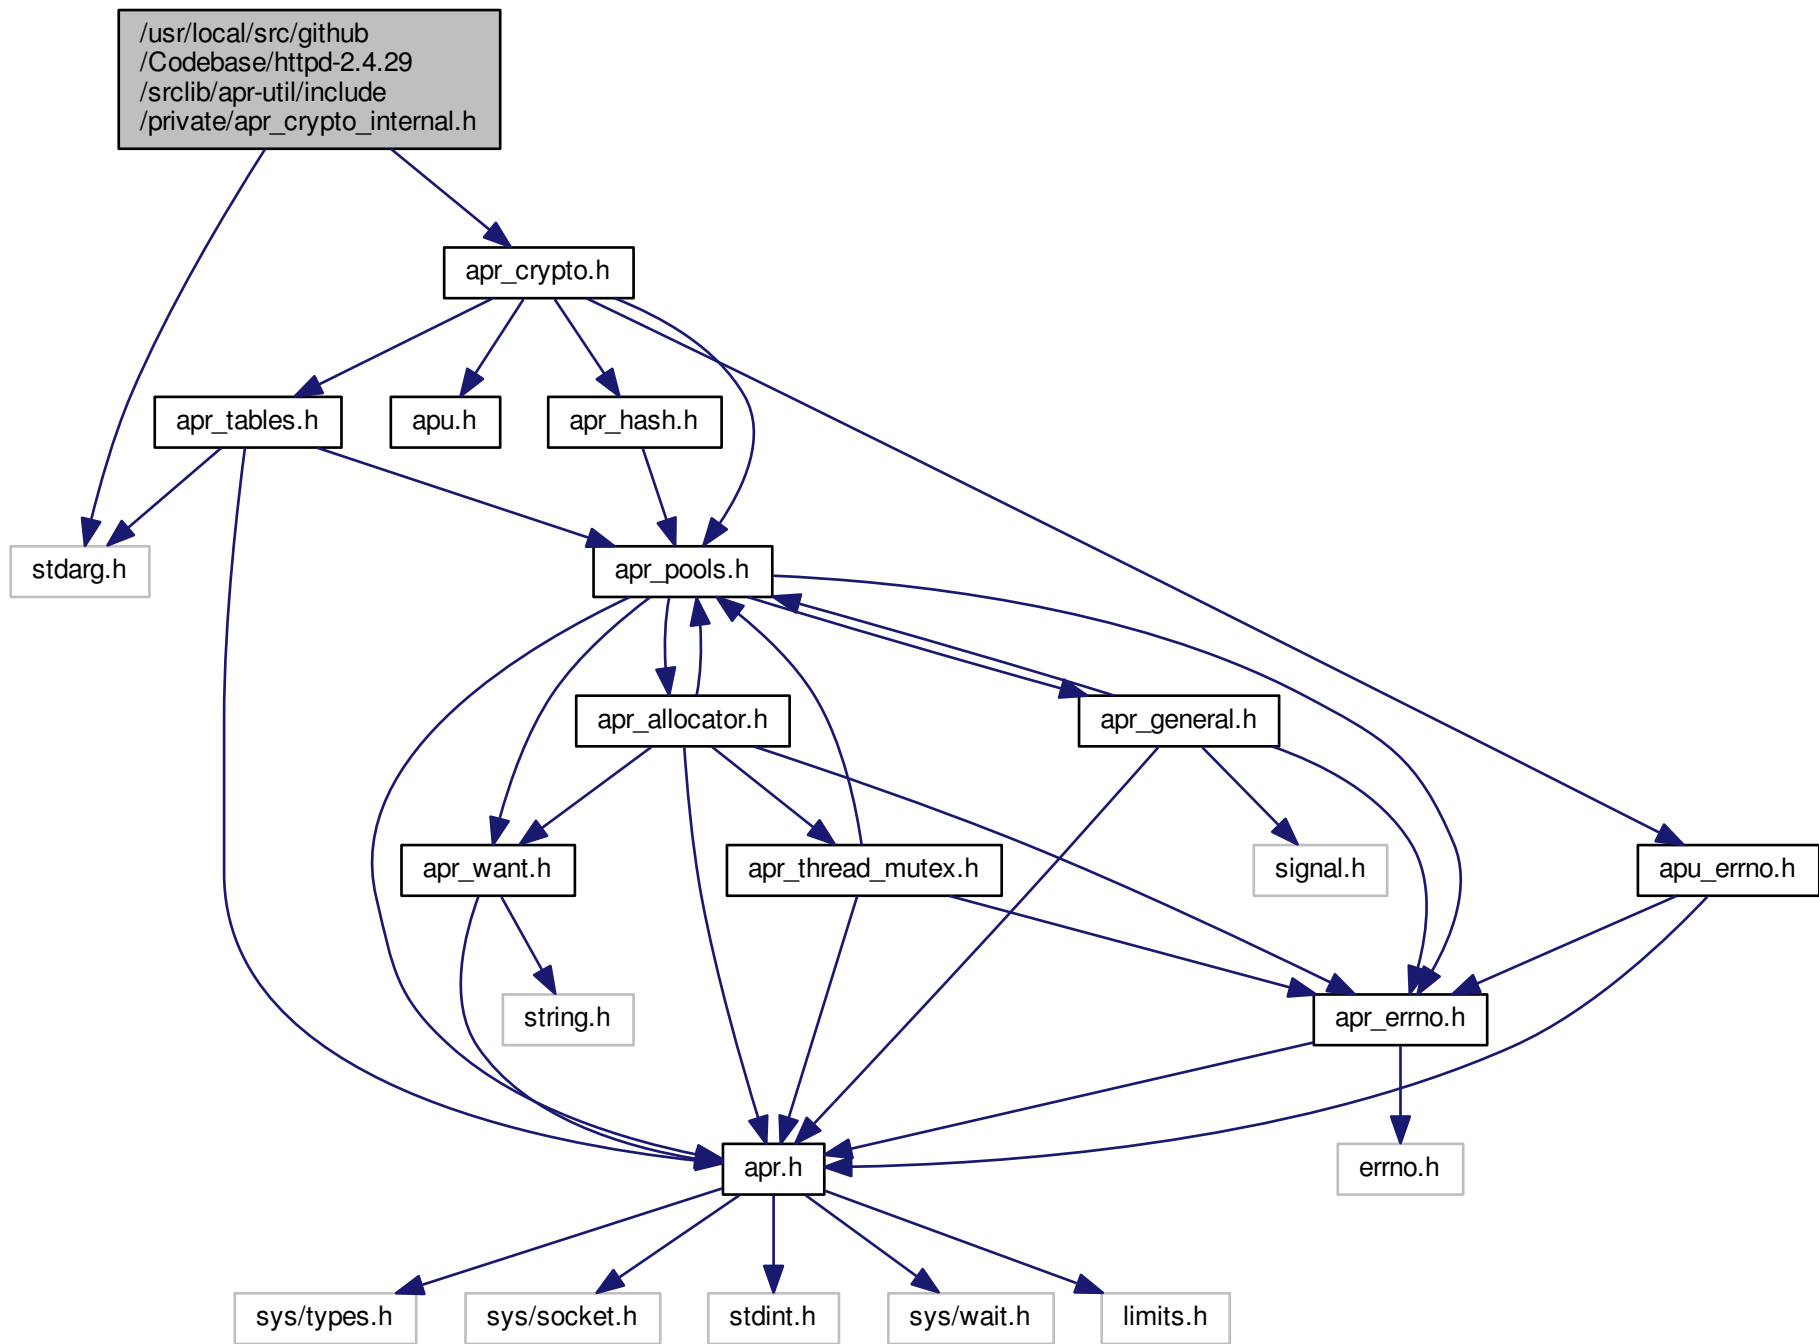 /usr/local/src/github
/Codebase/httpd-2.4.29
/srclib/apr-util/include
/private/apr_crypto_internal.h
apr_crypto.h
apr_tables.h
apu.h
apr_hash.h
stdarg.h
apr_pools.h
apr_allocator.h
apr_general.h
apr_want.h
apr_thread_mutex.h
signal.h
apu_errno.h
string.h
apr_errno.h
apr.h
errno.h
sys/types.h
sys/socket.h
stdint.h
sys/wait.h
limits.h